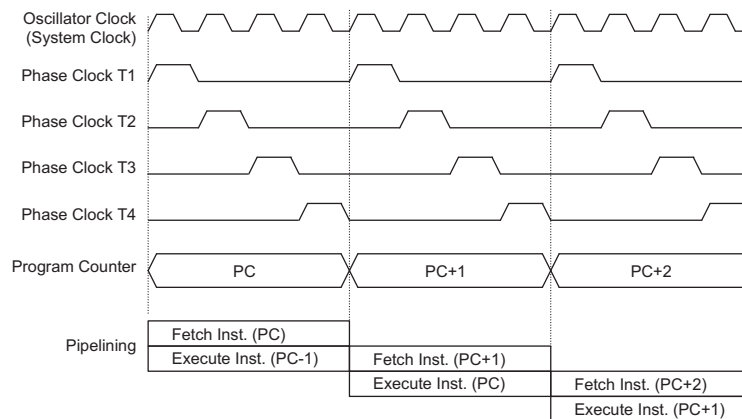 Oscillator Clock
(System Clock)
Phase Clock T1
Phase Clock T2
Phase Clock T3
Phase Clock T4
Program Counter
PC
PC+1
PC+2
Pipelining
Fetch Inst. (PC)
Execute Inst. (PC-1)
Fetch Inst. (PC+1)
Execute Inst. (PC)
Fetch Inst. (PC+2)
Execute Inst. (PC+1)